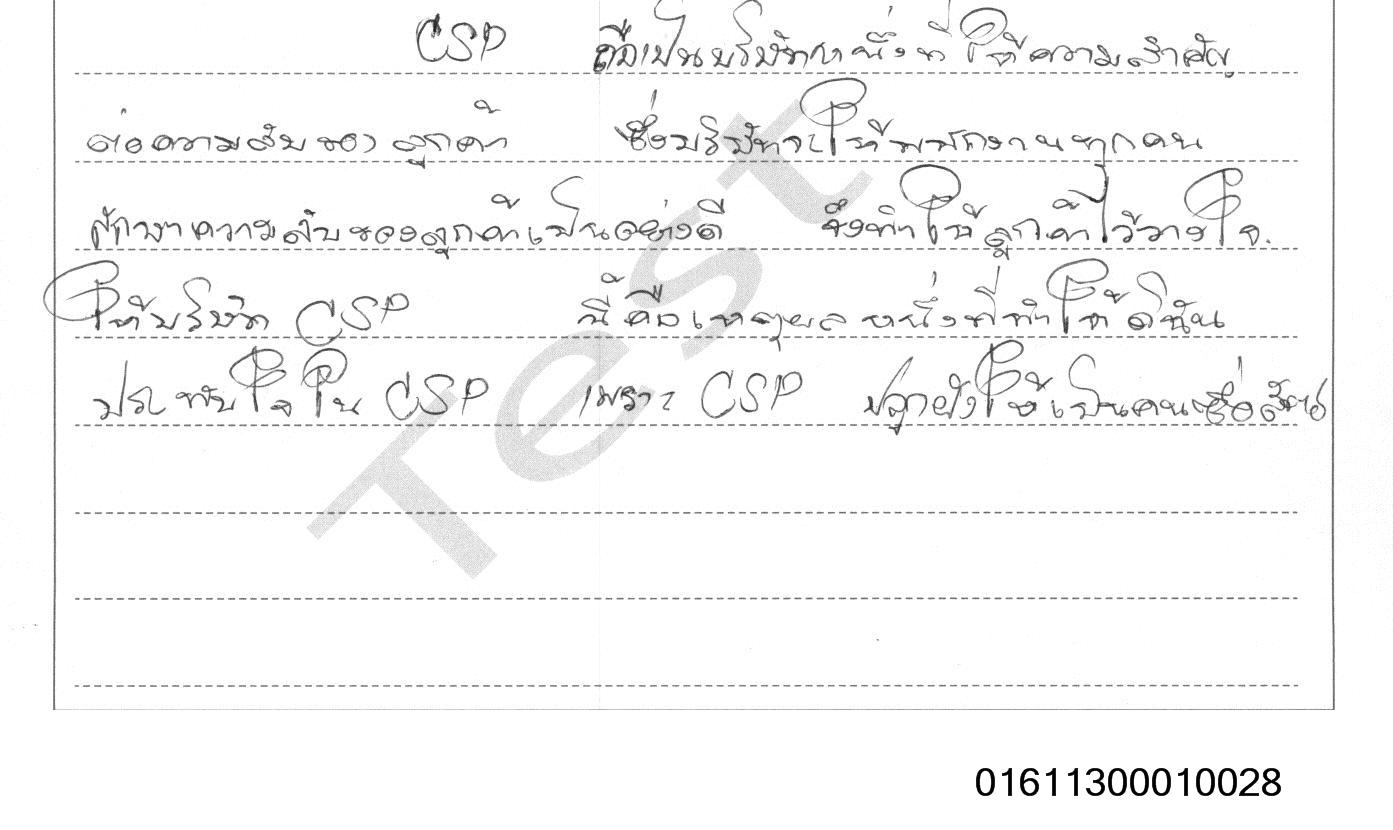 CSP ถือเป็นบริษัทหนึ่งที่ให้ความสำคัญ
ต่อความลับของลูกค้า ซึ่งบริษัทจะให้พนักงานทุกคน
รักษาความลับของลูกค้าเป็นอย่างดี จึงทำให้ลูกค้าไว้วางใจ
ให้บริษัท CSP นี่คือเหตุผลหนึ่งที่ทำให้ดิฉัน
ประทับใจใน CSP เพราะ CSP ปลูกฝังให้เป็นคนซื่อสัตย์
Test
01611300010028